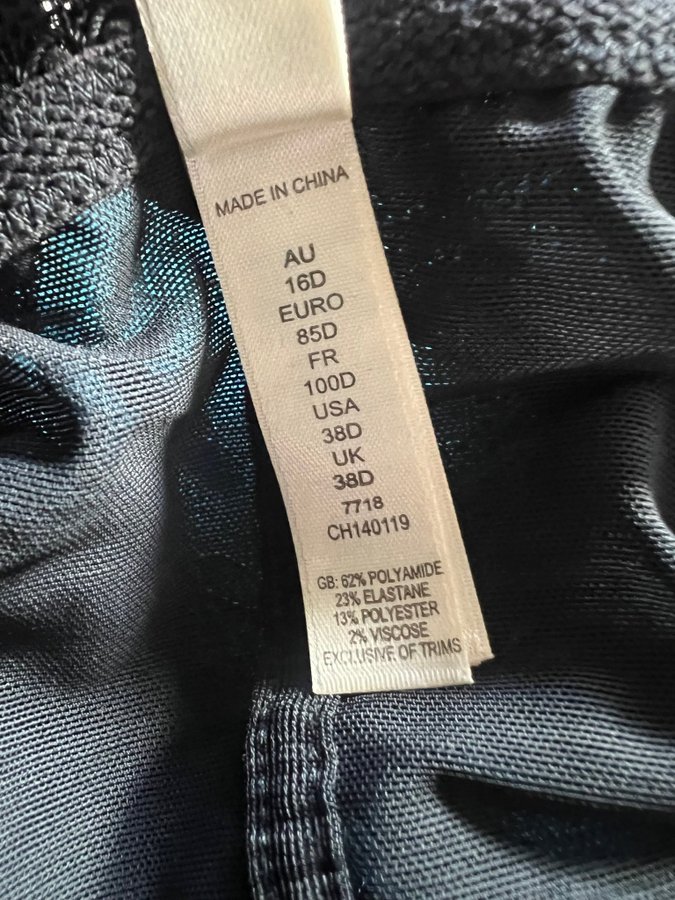 MADE IN CHINA
AU
16D
EURO
85D
FR
100D
USA
38D
UK
38D
7718
CH140119
GB: 62% POLYAMIDE
23% ELASTANE
13% POLYESTER
2% VISCOSE
EXCLUSIVE OF TRIMS